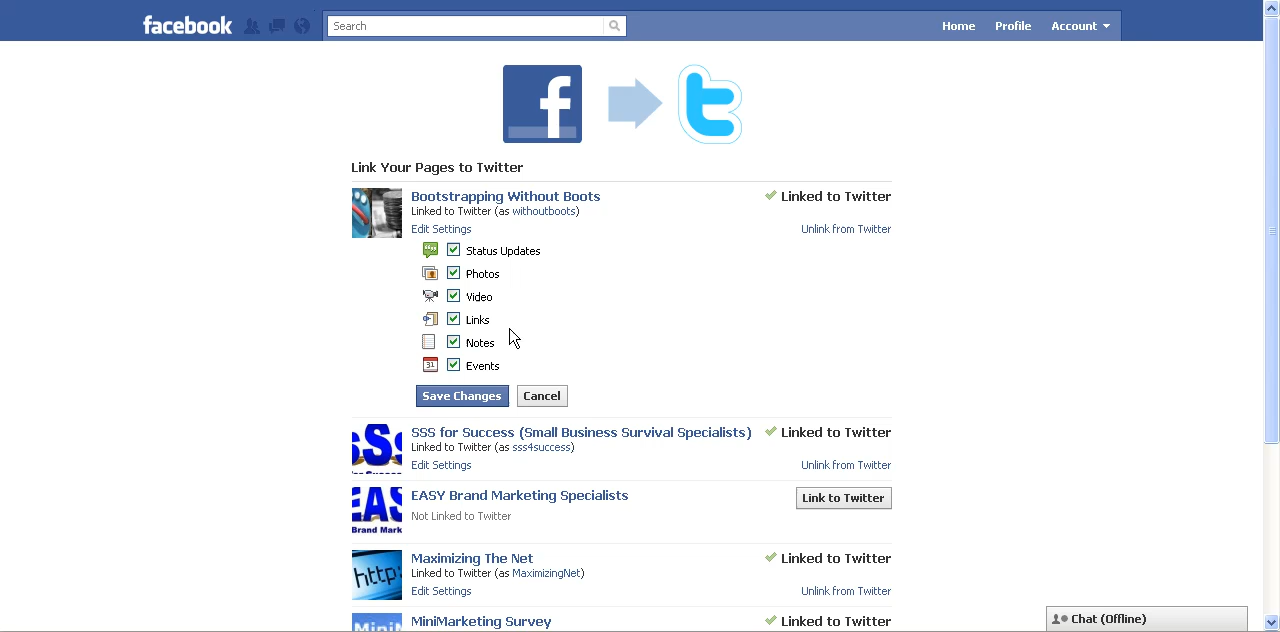 facebook
Search
Home Profile Account
Link Your Pages to Twitter
Bootstrapping Without Boots
Linked to Twitter
Linked to Twitter (as withoutboots)
Edit Settings
Unlink from Twitter
Status Updates
Photos
Video
Links
Notes
31 Events
Save Changes Cancel
SSS for Success (Small Business Survival Specialists)
Linked to Twitter
Linked to Twitter (as sss4success)
Edit Settings
Unlink from Twitter
EASY Brand Marketing Specialists
Link to Twitter
Not Linked to Twitter
Brand Mark
Maximizing The Net
Linked to Twitter
http:
Linked to Twitter (as MaximizingNet)
Edit Settings
Unlink from Twitter
MiniMarketing Survey
Linked to Twitter
Chat (Offline)